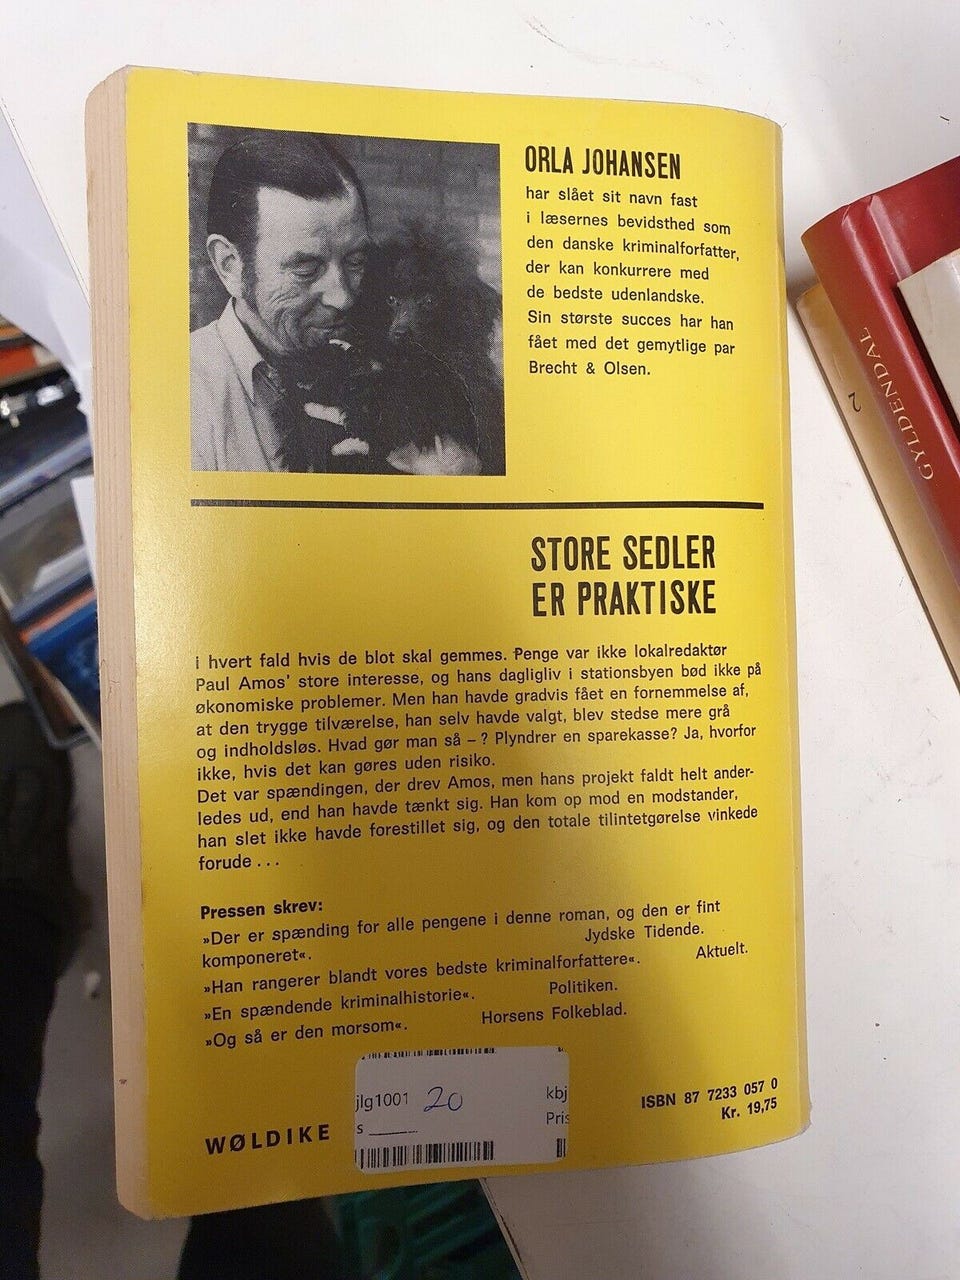 ORLA JOHANSEN
har slået sit navn fast
i læsernes bevidsthed som
den danske kriminalforfatter,
der kan konkurrere med
de bedste udenlandske.
Sin største succes har han
fået med det gemytlige par
Brecht & Olsen.
STORE SEDLER
ER PRAKTISKE
i hvert fald hvis de blot skal gemmes. Penge var ikke lokalredaktør
Paul Amos' store interesse, og hans dagligliv i stationsbyen bød ikke på
økonomiske problemer. Men han havde gradvis fået en fornemmelse af,
at den trygge tilværelse, han selv havde valgt, blev stedse mere grå
og indholdsløs. Hvad gør man så – ? Plyndrer en sparekasse? Ja, hvorfor
ikke, hvis det kan gøres uden risiko.
Det var spændingen, der drev Amos, men hans projekt faldt helt ander-
ledes ud, end han havde tænkt sig. Han kom op mod en modstander,
han slet ikke havde forestillet sig, og den totale tilintetgørelse vinkede
forude . . .
Pressen skrev:
»Der er spænding for alle pengene i denne roman, og den er fint
komponeret«. Jydske Tidende.
»Han rangerer blandt vores bedste kriminalforfattere«. Aktuelt.
»En spændende kriminalhistorie«. Politiken.
»Og så er den morsom«. Horsens Folkeblad.
jlg1001 20 kbj
s ______ Pris
WØLDIKE
ISBN 87 7233 057 0
Kr. 19,75
GYLDENDAL
2